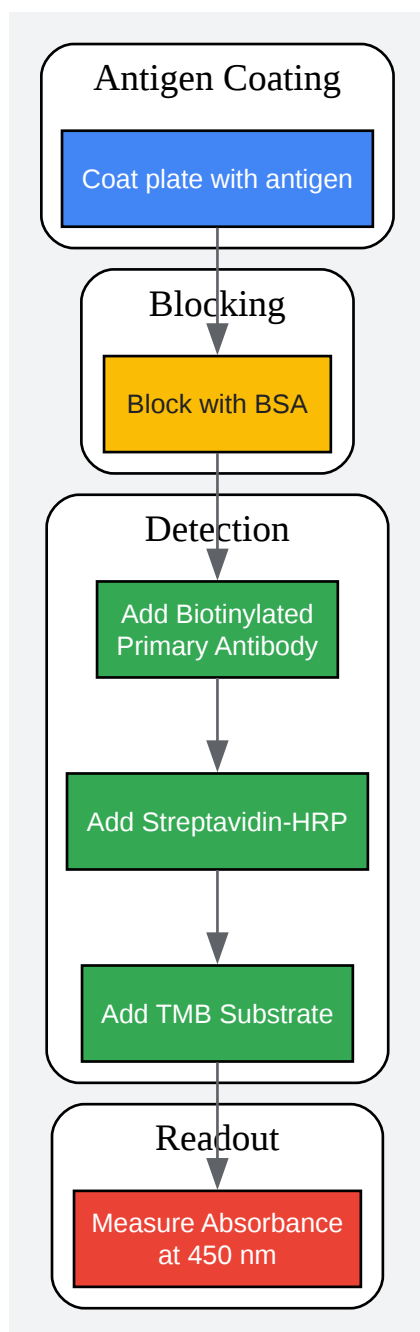 Antigen Coating
Coat plate with antigen
Blocking
Block with BSA
Detection
Add Biotinylated
Primary Antibody
Add Streptavidin-HRP
Add TMB Substrate
Readout
Measure Absorbance
at 450 nm